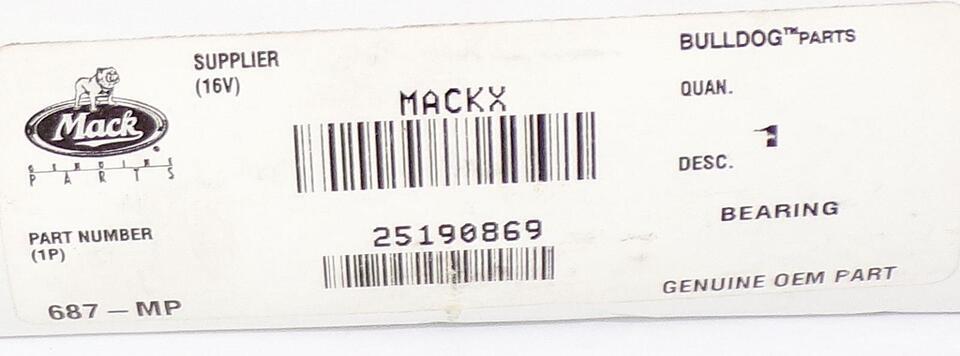 Mack
GENUINE
PARTS
SUPPLIER
(16V)
MACKX
BULLDOG™PARTS
QUAN.
1
DESC.
BEARING
PART NUMBER
(1P)
25190869
687-MP
GENUINE OEM PART